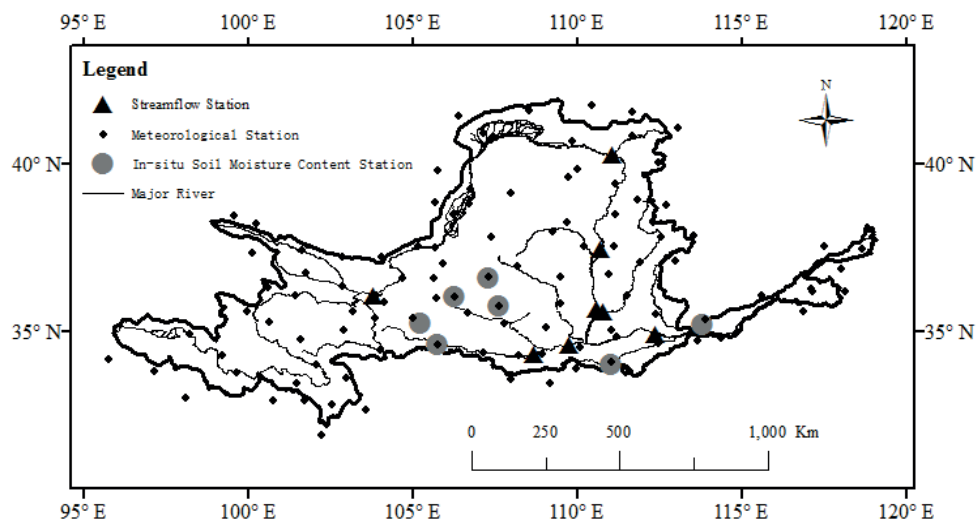 95° E 100° E 105° E 110° E 115° E 120° E
Legend
Streamflow Station
Meteorological Station
In-situ Soil Moisture Content Station
Major River
N
40° N 40° N
35° N 35° N
0 250 500 1,000 Km
95° E 100° E 105° E 110° E 115° E 120° E